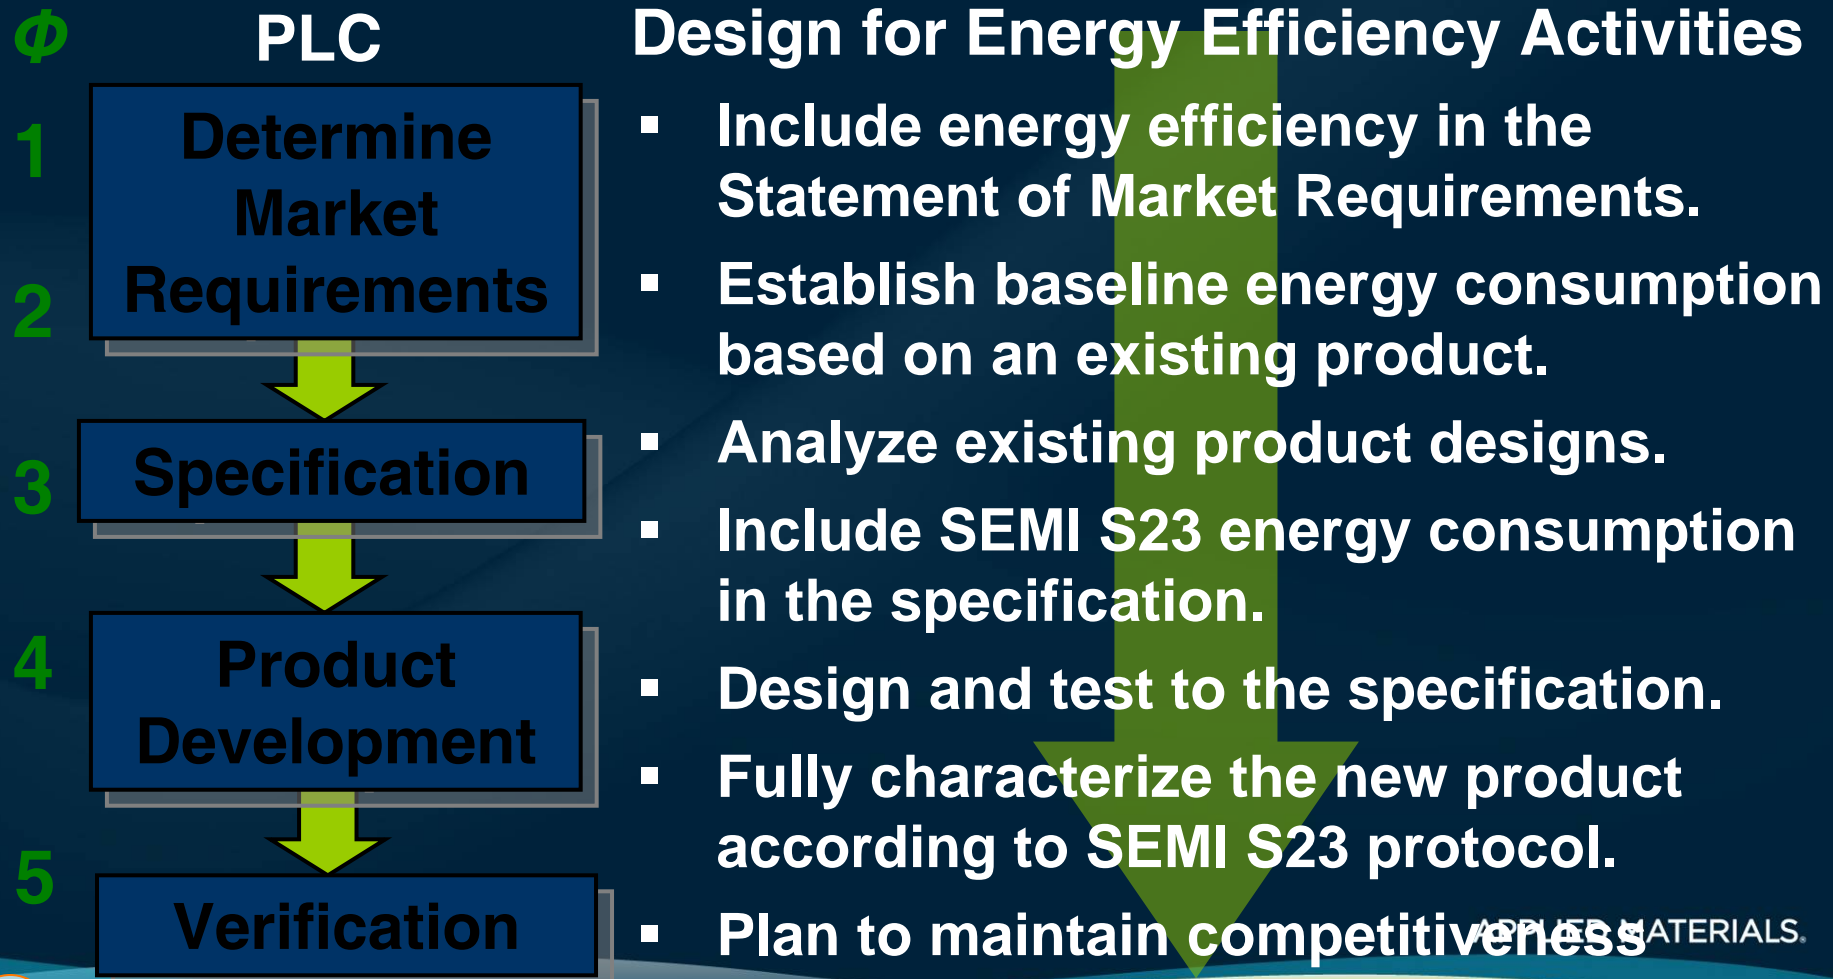 Φ
PLC
Design for Energy Efficiency Activities
1
2
3
4
5
Determine
Market
Requirements
Specification
Product
Development
Verification
▪ Include energy efficiency in the
Statement of Market Requirements.
▪ Establish baseline energy consumption
based on an existing product.
▪ Analyze existing product designs.
▪ Include SEMI S23 energy consumption
in the specification.
▪ Design and test to the specification.
▪ Fully characterize the new product
according to SEMI S23 protocol.
▪ Plan to maintain competitiveness
APPLIED MATERIALS®